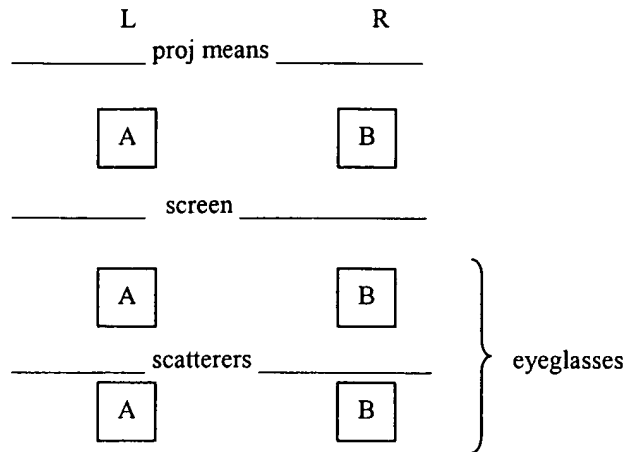 L R
proj means
A B
screen
A B
eyeglasses
scatterers
A B